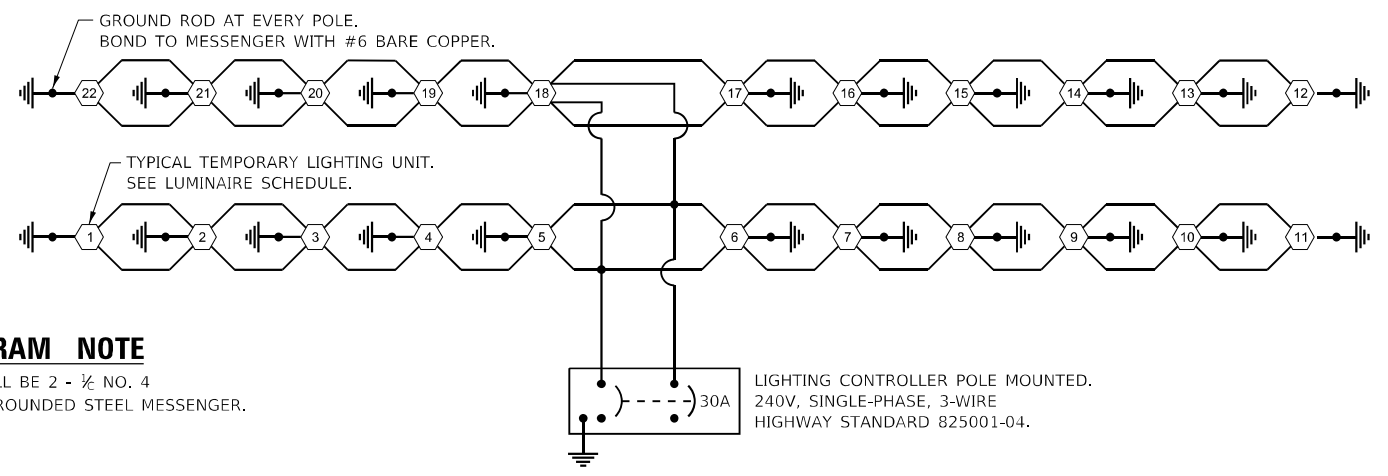 GROUND ROD AT EVERY POLE.
BOND TO MESSENGER WITH #6 BARE COPPER.
22 21 20 19 18 17 16 15 14 13 12
TYPICAL TEMPORARY LIGHTING UNIT.
SEE LUMINAIRE SCHEDULE.
1 2 3 4 5 6 7 8 9 10 11
RAM NOTE
LL BE 2 - 1/C NO. 4
ROUNDED STEEL MESSENGER.
30A
LIGHTING CONTROLLER POLE MOUNTED.
240V, SINGLE-PHASE, 3-WIRE
HIGHWAY STANDARD 825001-04.